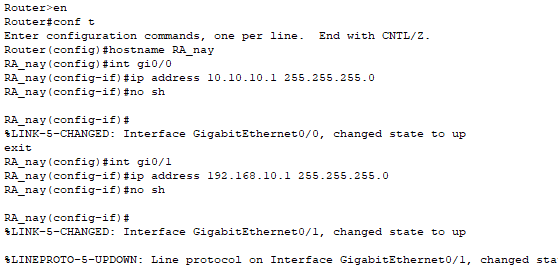 Router>en
Router#conf t
Enter configuration commands, one per line.  End with CNTL/Z.
Router(config)#hostname RA_nay
RA_nay(config)#int gi0/0
RA_nay(config-if)#ip address 10.10.10.1 255.255.255.0
RA_nay(config-if)#no sh
RA_nay(config-if)#
%LINK-5-CHANGED: Interface GigabitEthernet0/0, changed state to up
exit
RA_nay(config)#int gi0/1
RA_nay(config-if)#ip address 192.168.10.1 255.255.255.0
RA_nay(config-if)#no sh
RA_nay(config-if)#
%LINK-5-CHANGED: Interface GigabitEthernet0/1, changed state to up
%LINEPROTO-5-UPDOWN: Line protocol on Interface GigabitEthernet0/1, changed sta